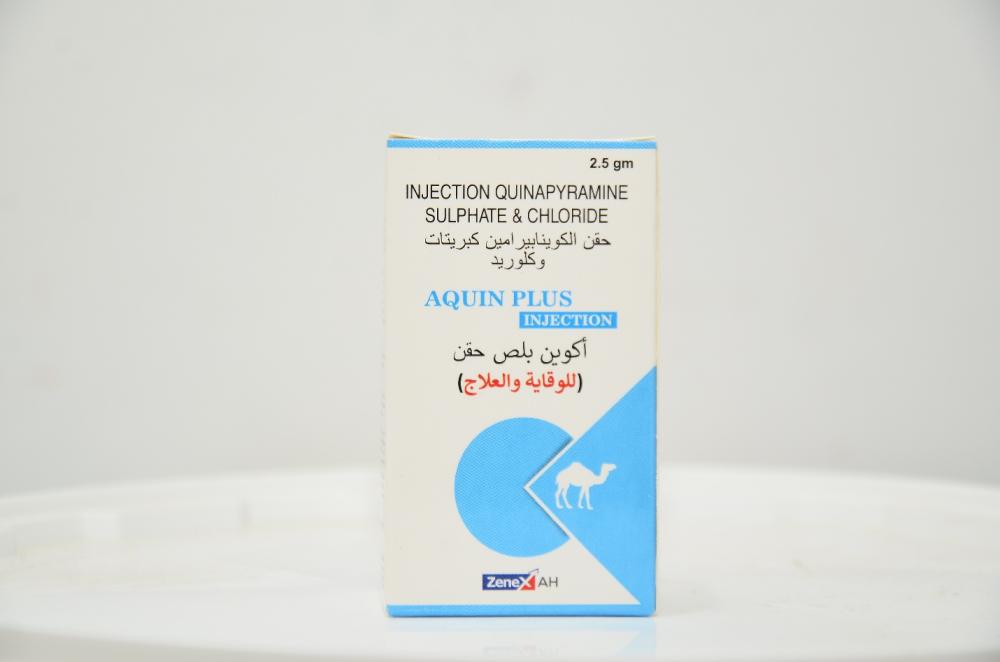 2.5 gm
INJECTION QUINAPYRAMINE
SULPHATE & CHLORIDE
حقن الكوينابيرامين كبريتات
وكلوريد
AQUIN PLUS
INJECTION
أكوين بلص حقن
(للوقاية والعلاج)
ZeneX AH